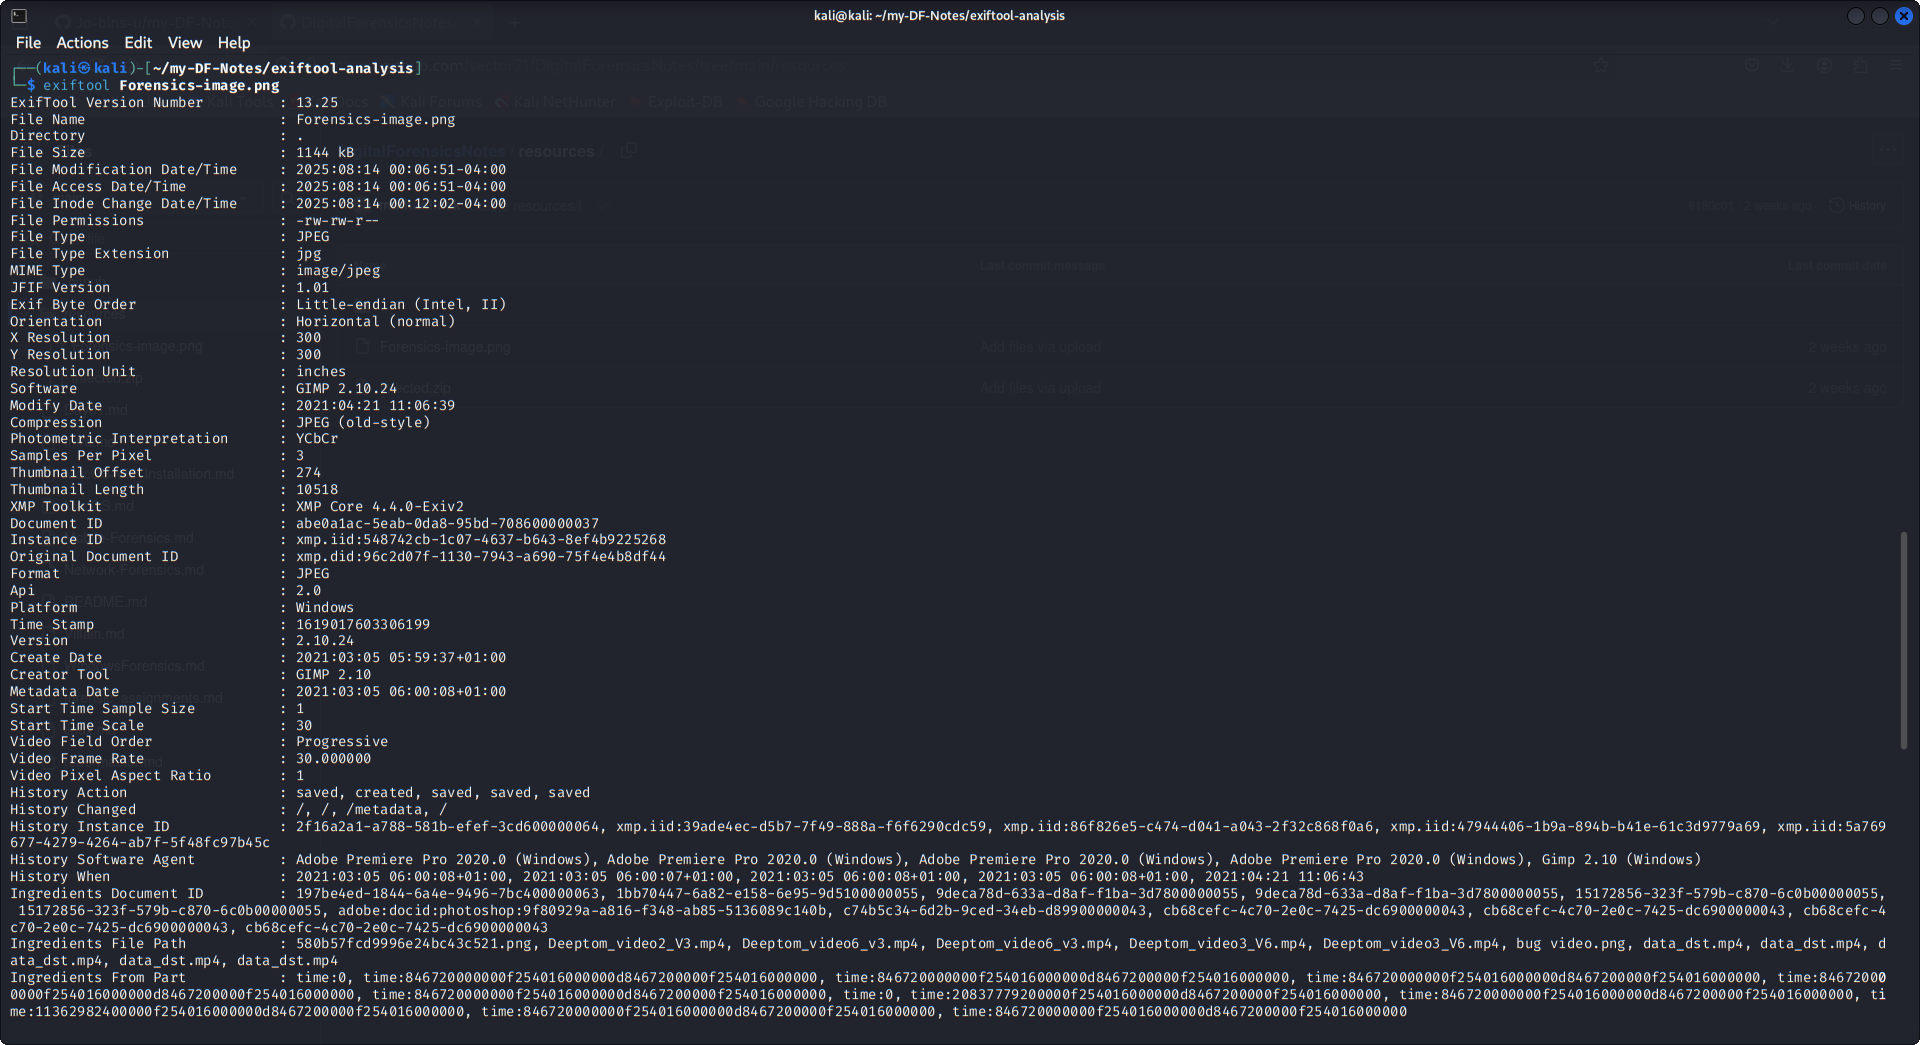 kali@kali: ~/my-DF-Notes/exiftool-analysis
File Actions Edit View Help
┌──(kali㉿kali)-[~/my-DF-Notes/exiftool-analysis]
└─$ exiftool Forensics-image.png
ExifTool Version Number : 13.25
File Name : Forensics-image.png
Directory : .
File Size : 1144 kB
File Modification Date/Time : 2025:08:14 00:06:51-04:00
File Access Date/Time : 2025:08:14 00:06:51-04:00
File Inode Change Date/Time : 2025:08:14 00:12:02-04:00
File Permissions : -rw-rw-r--
File Type : JPEG
File Type Extension : jpg
MIME Type : image/jpeg
JFIF Version : 1.01
Exif Byte Order : Little-endian (Intel, II)
Orientation : Horizontal (normal)
X Resolution : 300
Y Resolution : 300
Resolution Unit : inches
Software : GIMP 2.10.24
Modify Date : 2021:04:21 11:06:39
Compression : JPEG (old-style)
Photometric Interpretation : YCbCr
Samples Per Pixel : 3
Thumbnail Offset : 274
Thumbnail Length : 10518
XMP Toolkit : XMP Core 4.4.0-Exiv2
Document ID : abe0a1ac-5eab-0da8-95bd-708600000037
Instance ID : xmp.iid:548742cb-1c07-4637-b643-8ef4b9225268
Original Document ID : xmp.did:96c2d07f-1130-7943-a690-75f4e4b8df44
Format : JPEG
Api : 2.0
Platform : Windows
Time Stamp : 1619017603306199
Version : 2.10.24
Create Date : 2021:03:05 05:59:37+01:00
Creator Tool : GIMP 2.10
Metadata Date : 2021:03:05 06:00:08+01:00
Start Time Sample Size : 1
Start Time Scale : 30
Video Field Order : Progressive
Video Frame Rate : 30.000000
Video Pixel Aspect Ratio : 1
History Action : saved, created, saved, saved, saved
History Changed : /, /, /metadata, /
History Instance ID : 2f16a2a1-a788-581b-efef-3cd600000064, xmp.iid:39ade4ec-d5b7-7f49-888a-f6f6290cdc59, xmp.iid:86f826e5-c474-d041-a043-2f32c868f0a6, xmp.iid:47944406-1b9a-894b-b41e-61c3d9779a69, xmp.iid:5a769
677-4279-4264-ab7f-5f48fc97b45c
History Software Agent : Adobe Premiere Pro 2020.0 (Windows), Adobe Premiere Pro 2020.0 (Windows), Adobe Premiere Pro 2020.0 (Windows), Adobe Premiere Pro 2020.0 (Windows), Gimp 2.10 (Windows)
History When : 2021:03:05 06:00:08+01:00, 2021:03:05 06:00:07+01:00, 2021:03:05 06:00:08+01:00, 2021:03:05 06:00:08+01:00, 2021:04:21 11:06:43
Ingredients Document ID : 197be4ed-1844-6a4e-9496-7bc400000063, 1bb70447-6a82-e158-6e95-9d5100000055, 9deca78d-633a-d8af-f1ba-3d7800000055, 9deca78d-633a-d8af-f1ba-3d7800000055, 15172856-323f-579b-c870-6c0b00000055,
15172856-323f-579b-c870-6c0b00000055, adobe:docid:photoshop:9f80929a-a816-f348-ab85-5136089c140b, c74b5c34-6d2b-9ced-34eb-d89900000043, cb68cefc-4c70-2e0c-7425-dc6900000043, cb68cefc-4c70-2e0c-7425-dc6900000043, cb68cefc-4
c70-2e0c-7425-dc6900000043, cb68cefc-4c70-2e0c-7425-dc6900000043
Ingredients File Path : 580b57fcd9996e24bc43c521.png, Deeptom_video2_V3.mp4, Deeptom_video6_v3.mp4, Deeptom_video6_v3.mp4, Deeptom_video3_V6.mp4, Deeptom_video3_V6.mp4, bug video.png, data_dst.mp4, data_dst.mp4, d
ata_dst.mp4, data_dst.mp4, data_dst.mp4
Ingredients From Part : time:0, time:846720000000f254016000000d8467200000f254016000000, time:846720000000f254016000000d8467200000f254016000000, time:846720000000f254016000000d8467200000f254016000000, time:84672000
0000f254016000000d8467200000f254016000000, time:846720000000f254016000000d8467200000f254016000000, time:0, time:20837779200000f254016000000d8467200000f254016000000, time:846720000000f254016000000d8467200000f254016000000, ti
me:11362982400000f254016000000d8467200000f254016000000, time:846720000000f254016000000d8467200000f254016000000, time:846720000000f254016000000d8467200000f254016000000